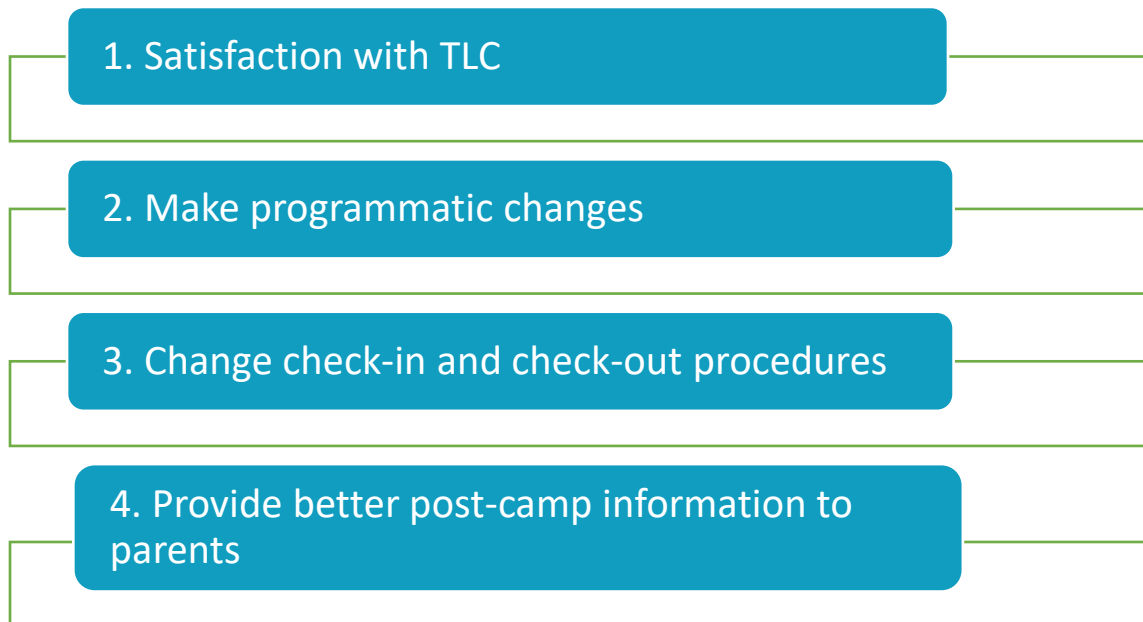 1. Satisfaction with TLC
2. Make programmatic changes
3. Change check-in and check-out procedures
4. Provide better post-camp information to
parents